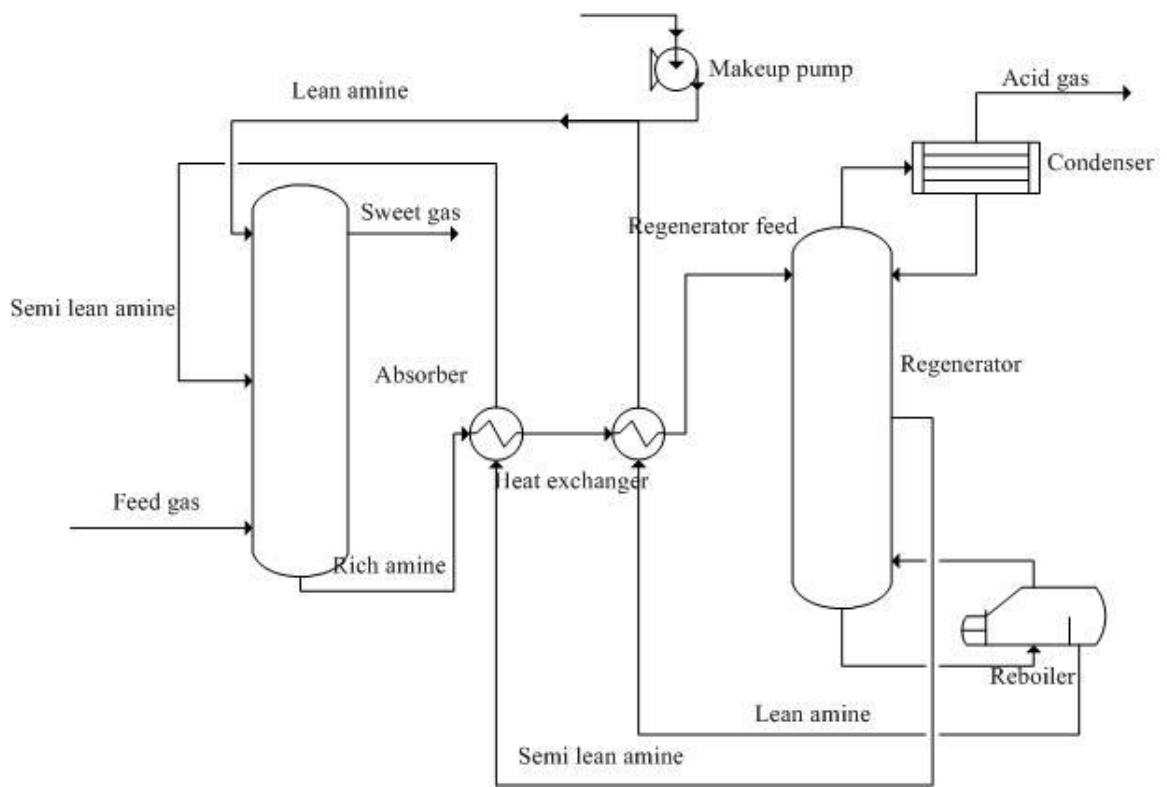 Makeup pump
Acid gas
Lean amine
Condenser
Sweet gas
Regenerator feed
Semi lean amine
Absorber
Regenerator
Heat exchanger
Feed gas
Rich amine
Reboiler
Lean amine
Semi lean amine